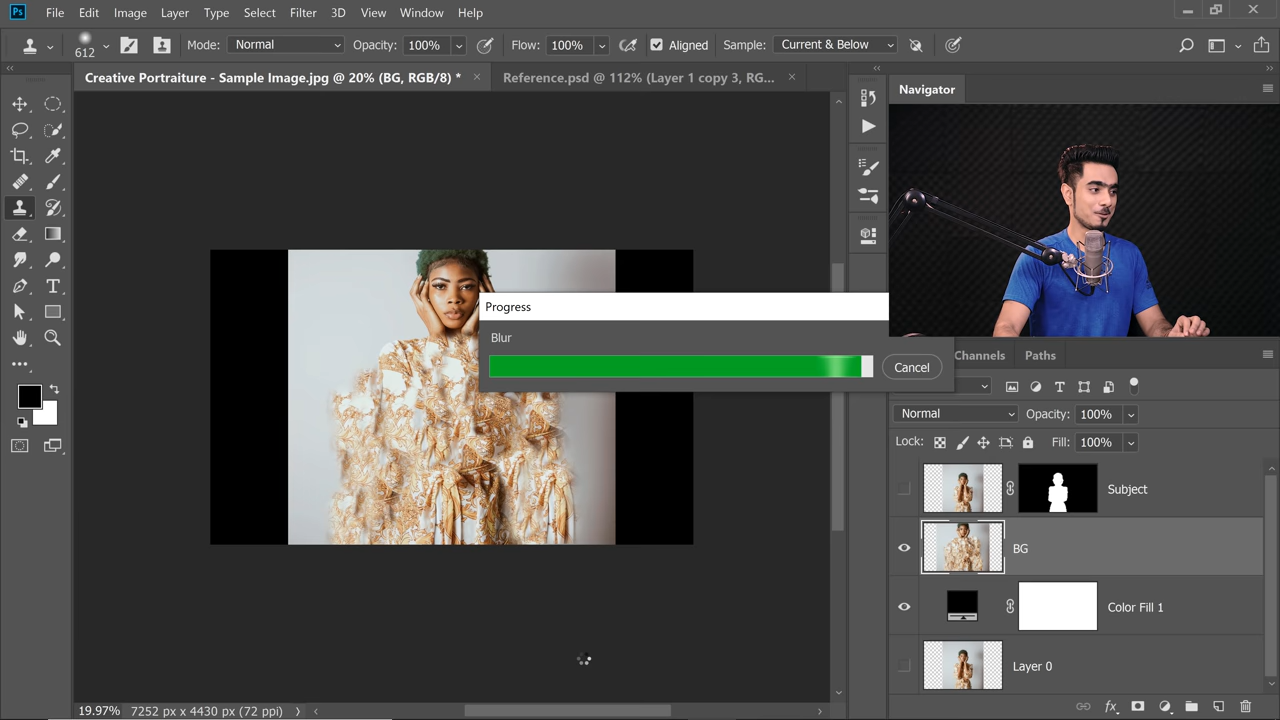 Ps File Edit Image Layer Type Select Filter 3D View Window Help
612 Mode: Normal Opacity: 100% Flow: 100% Aligned Sample: Current & Below
Creative Portraiture - Sample Image.jpg @ 20% (BG, RGB/8) * Reference.psd @ 112% (Layer 1 copy 3, RG...
Navigator
Progress
Blur
Cancel
Channels Paths
Normal Opacity: 100%
Lock: Fill: 100%
Subject
BG
Color Fill 1
Layer 0
19.97% 7252 px x 4430 px (72 ppi)